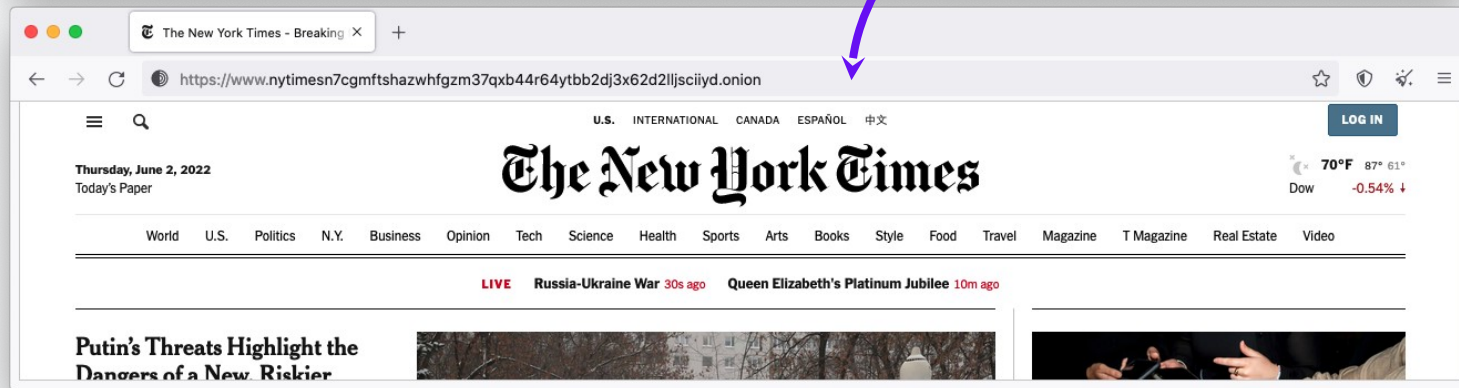 The New York Times - Breaking
https://www.nytimesn7cgmftshazwhfgzm37qxb44r64ytbb2dj3x62d2lljsciiyd.onion
U.S. INTERNATIONAL CANADA ESPAÑOL 中文
LOG IN
Thursday, June 2, 2022
Today's Paper
The New York Times
70°F 87° 61°
Dow -0.54% ↓
World U.S. Politics N.Y. Business Opinion Tech Science Health Sports Arts Books Style Food Travel Magazine T Magazine Real Estate Video
LIVE Russia-Ukraine War 30s ago Queen Elizabeth's Platinum Jubilee 10m ago
Putin's Threats Highlight the
Dangers of a New, Riskier